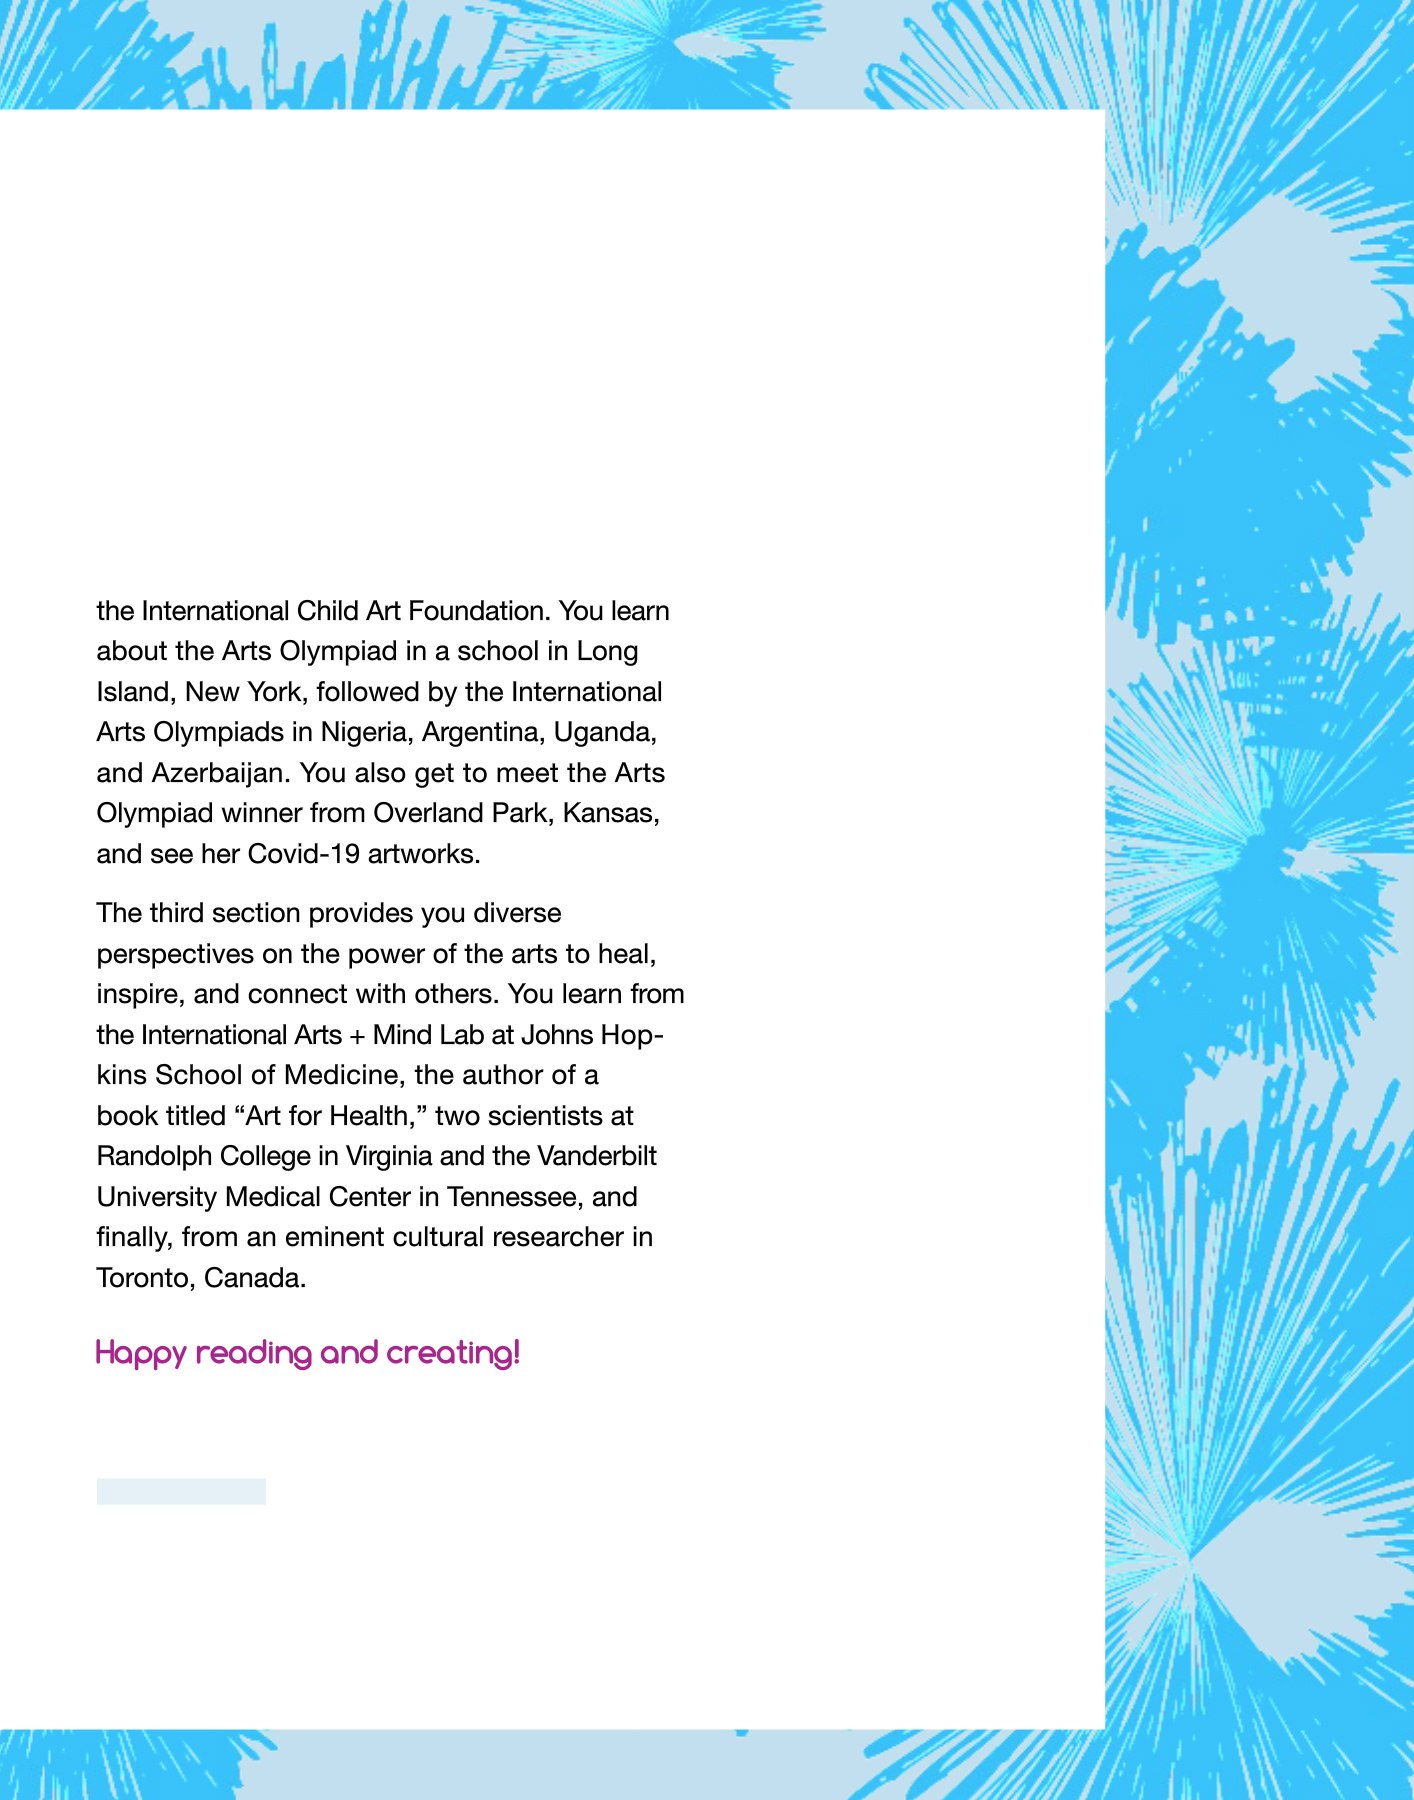 the International Child Art Foundation. You learn
about the Arts Olympiad in a school in Long
Island, New York, followed by the International
Arts Olympiads in Nigeria, Argentina, Uganda,
and Azerbaijan. You also get to meet the Arts
Olympiad winner from Overland Park, Kansas,
and see her Covid-19 artworks.
The third section provides you diverse
perspectives on the power of the arts to heal,
inspire, and connect with others. You learn from
the International Arts + Mind Lab at Johns Hop-
kins School of Medicine, the author of a
book titled “Art for Health,” two scientists at
Randolph College in Virginia and the Vanderbilt
University Medical Center in Tennessee, and
finally, from an eminent cultural researcher in
Toronto, Canada.
Happy reading and creating!